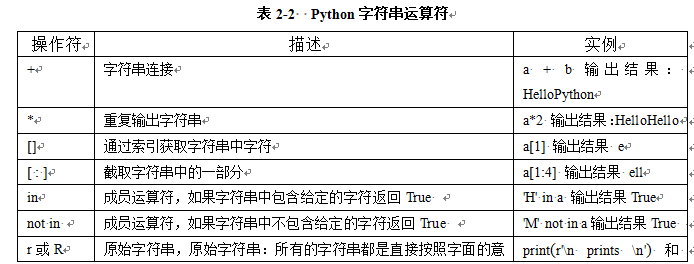 表 2-2 Python 字符串运算符
操作符 描述 实例
+ 字符串连接 a + b 输出结果：
HelloPython
* 重复输出字符串 a*2 输出结果:HelloHello
[] 通过索引获取字符串中字符 a[1] 输出结果 e
[ : ] 截取字符串中的一部分 a[1:4] 输出结果 ell
in 成员运算符，如果字符串中包含给定的字符返回 True 'H' in a 输出结果 True
not in 成员运算符，如果字符串中不包含给定的字符返回 True 'M' not in a 输出结果 True
r 或 R 原始字符串，原始字符串：所有的字符串都是直接按照字面的意 print(r'\n prints \n') 和